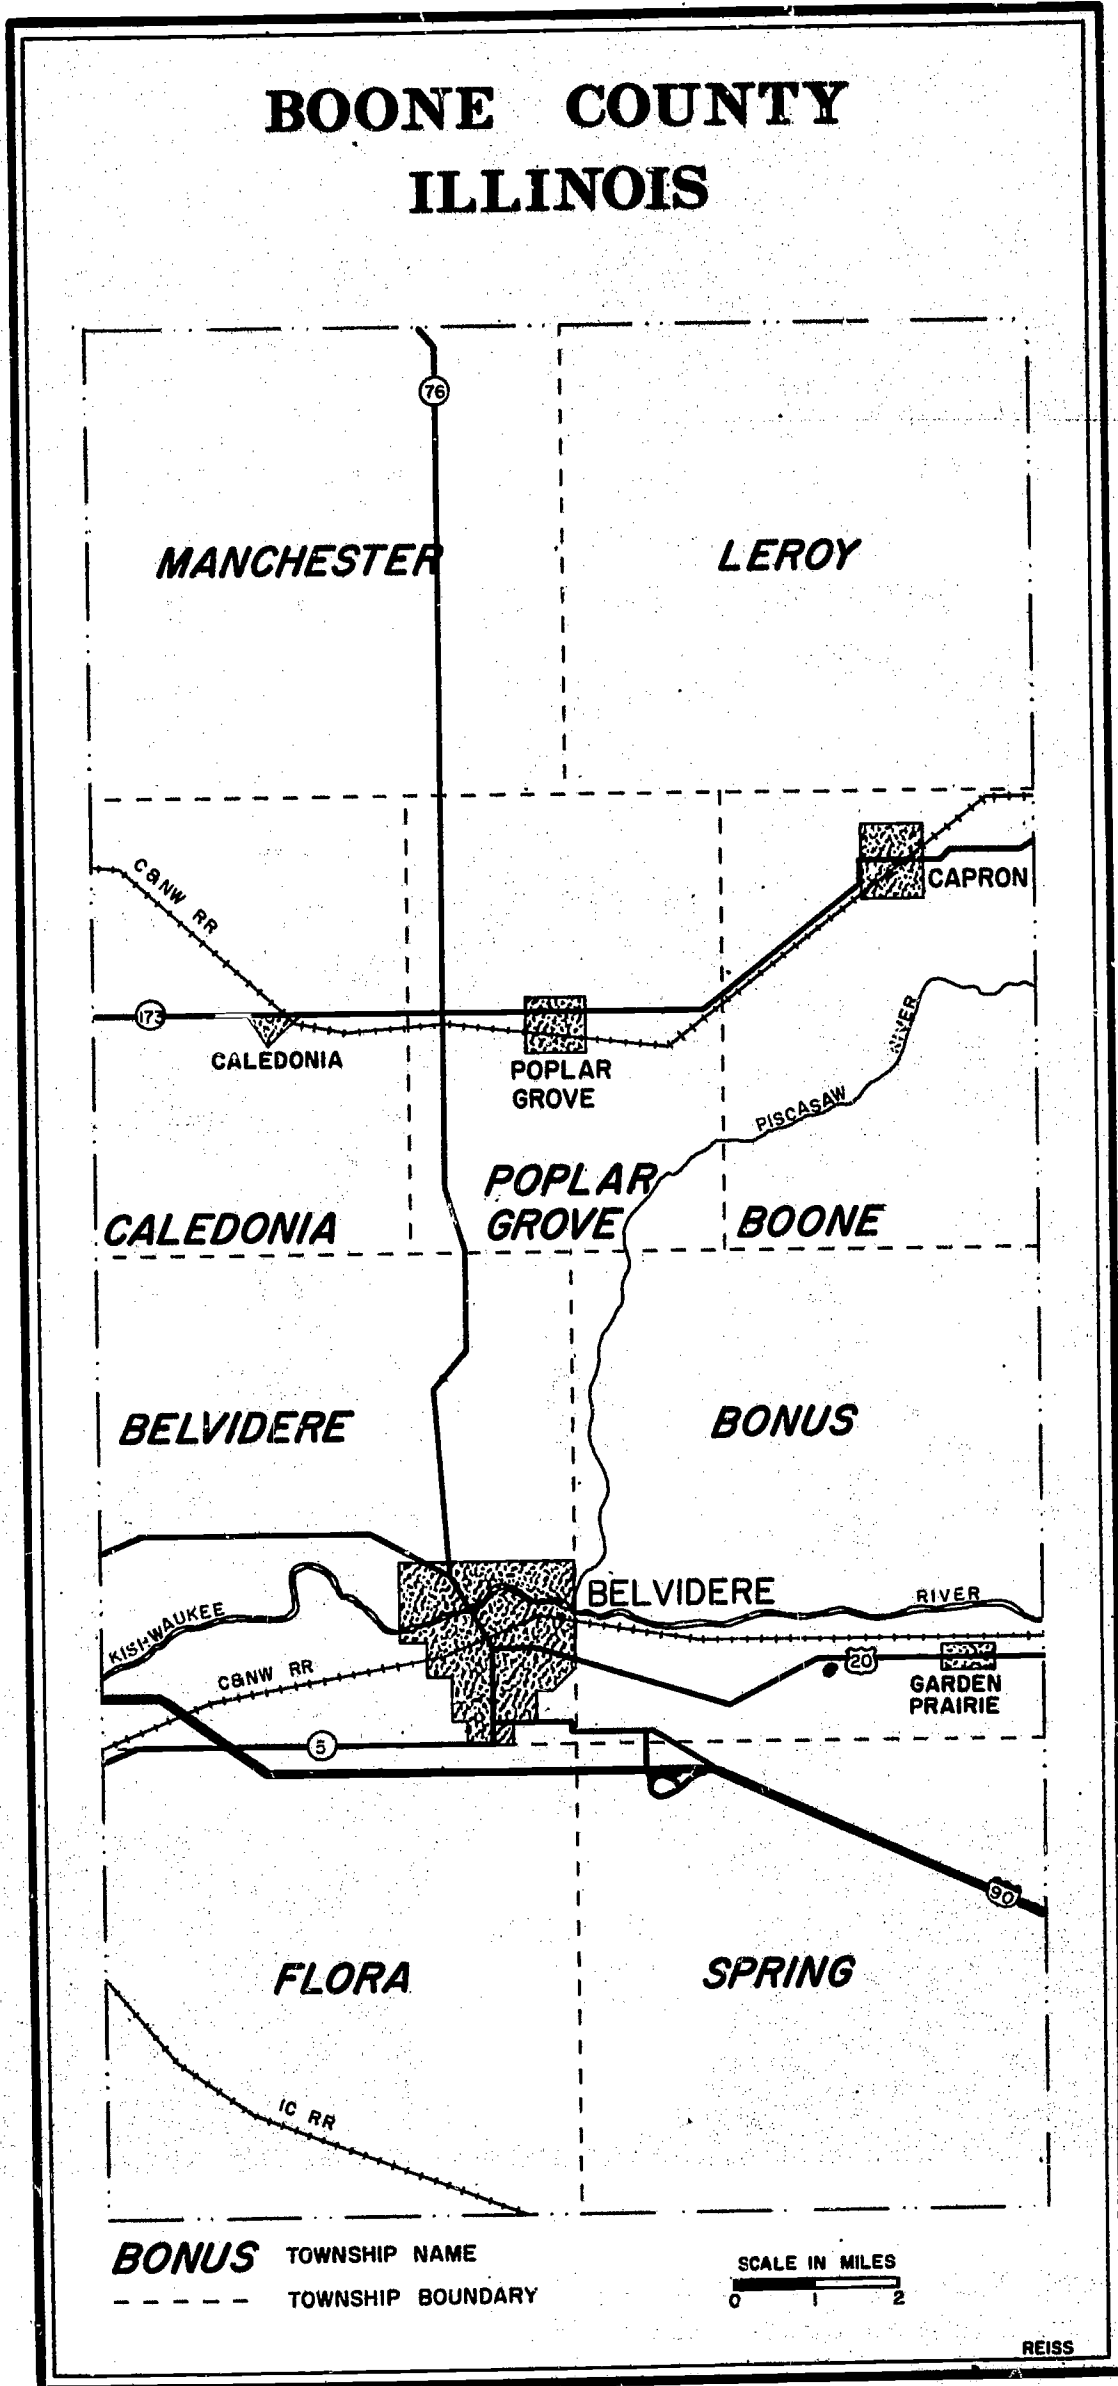 BOONE COUNTY
ILLINOIS
76
MANCHESTER
LEROY
C&NW RR
CAPRON
173
CALEDONIA
POPLAR
GROVE
RIVER
PISCASAW
POPLAR
GROVE
CALEDONIA
BOONE
BELVIDERE
BONUS
BELVIDERE
RIVER
KISHWAUKEE
C&NW RR
20
GARDEN
PRAIRIE
5
90
FLORA
SPRING
IC RR
BONUS TOWNSHIP NAME
TOWNSHIP BOUNDARY
SCALE IN MILES
0 1 2
REISS